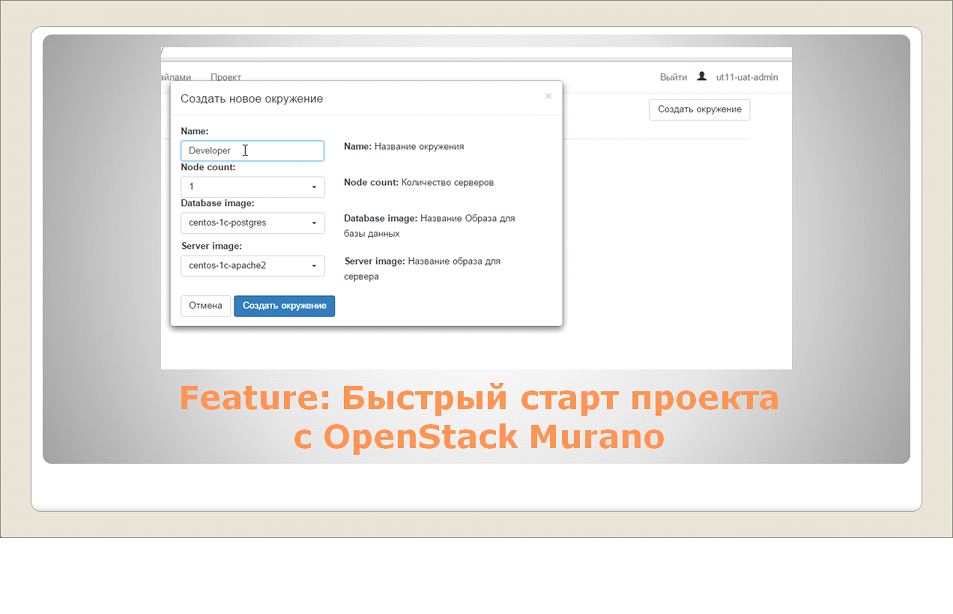 айлами Проект Выйти ut11-uat-admin
Создать новое окружение ×
Создать окружение
Name:
Developer
Name: Название окружения
Node count:
1
Node count: Количество серверов
Database image:
centos-1c-postgres
Database image: Название Образа для
базы данных
Server image:
centos-1c-apache2
Server image: Название образа для
сервера
Отмена Создать окружение
Feature: Быстрый старт проекта
с OpenStack Murano